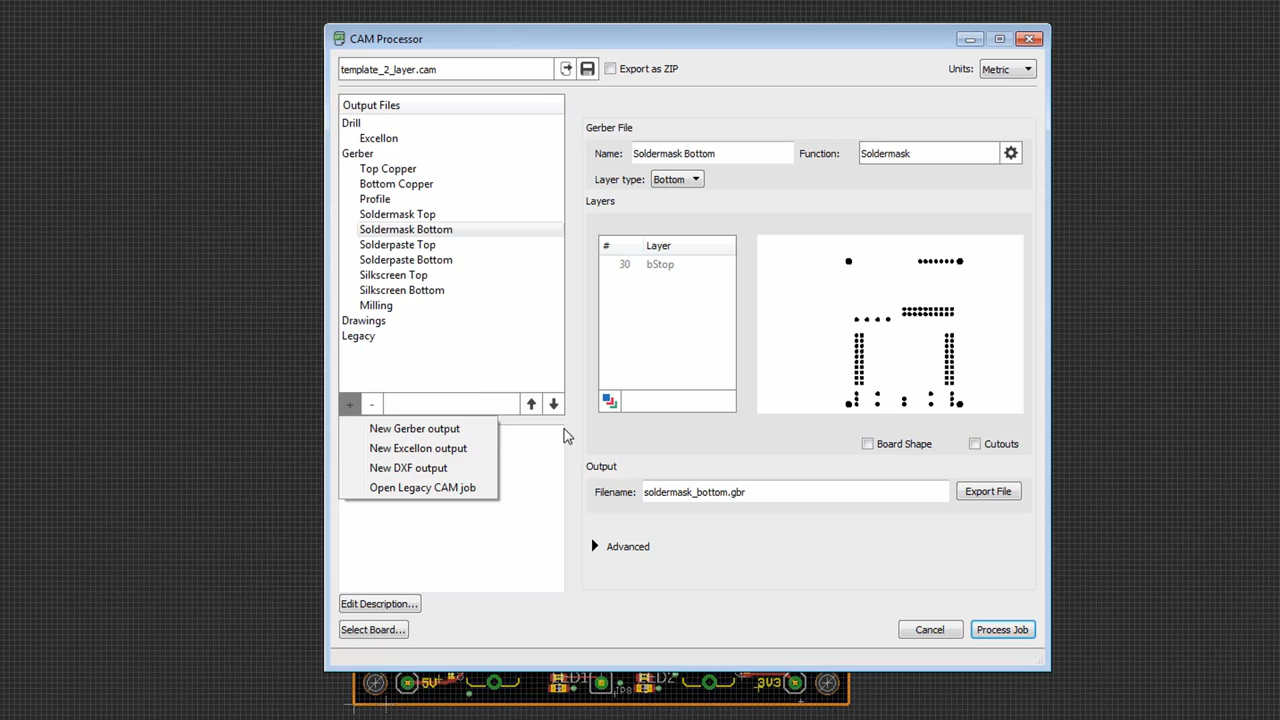 CAM Processor
template_2_layer.cam
Export as ZIP
Units: Metric
Output Files
Drill
Excellon
Gerber
Top Copper
Bottom Copper
Profile
Soldermask Top
Soldermask Bottom
Solderpaste Top
Solderpaste Bottom
Silkscreen Top
Silkscreen Bottom
Milling
Drawings
Legacy
+ -
New Gerber output
New Excellon output
New DXF output
Open Legacy CAM job
Edit Description...
Select Board...
Gerber File
Name: Soldermask Bottom Function: Soldermask
Layer type: Bottom
Layers
# Layer
30 bStop
Board Shape Cutouts
Output
Filename: soldermask_bottom.gbr Export File
Advanced
Cancel Process Job
5V 3V3